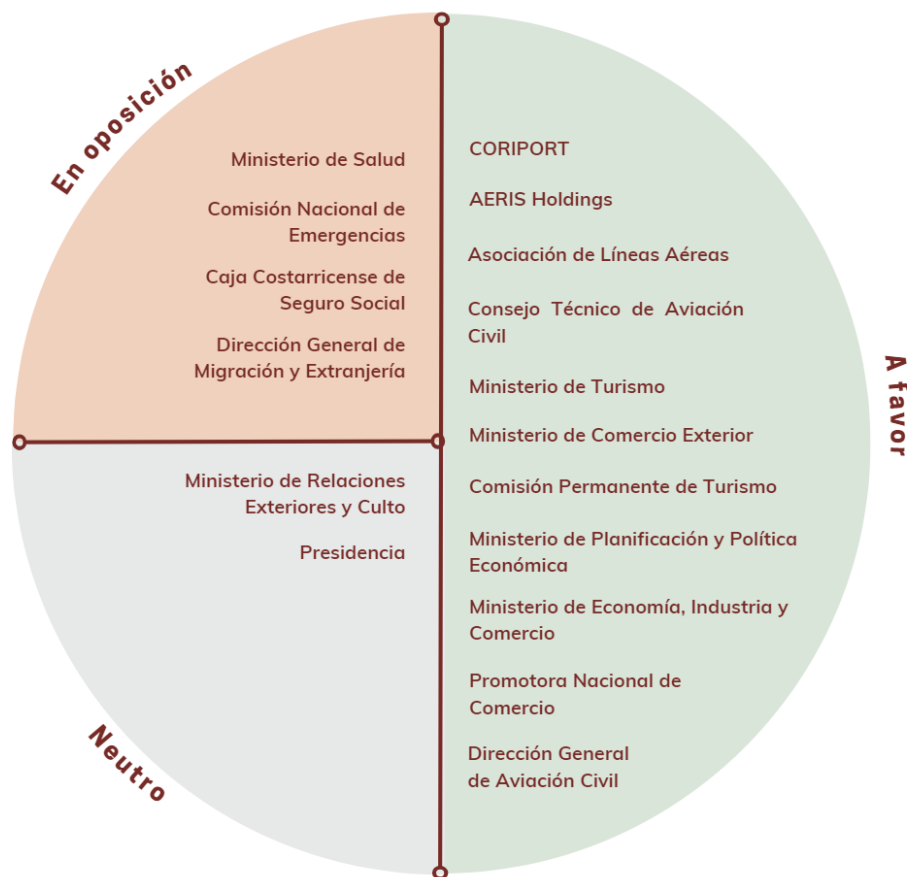 En oposición
Ministerio de Salud
Comisión Nacional de
Emergencias
Caja Costarricense de
Seguro Social
Dirección General de
Migración y Extranjería
Ministerio de Relaciones
Exteriores y Culto
Presidencia
Neutro
CORIPORT
AERIS Holdings
Asociación de Líneas Aéreas
Consejo Técnico de Aviación
Civil
Ministerio de Turismo
Ministerio de Comercio Exterior
Comisión Permanente de Turismo
Ministerio de Planificación y Política
Económica
Ministerio de Economía, Industria y
Comercio
Promotora Nacional de
Comercio
Dirección General
de Aviación Civil
A favor